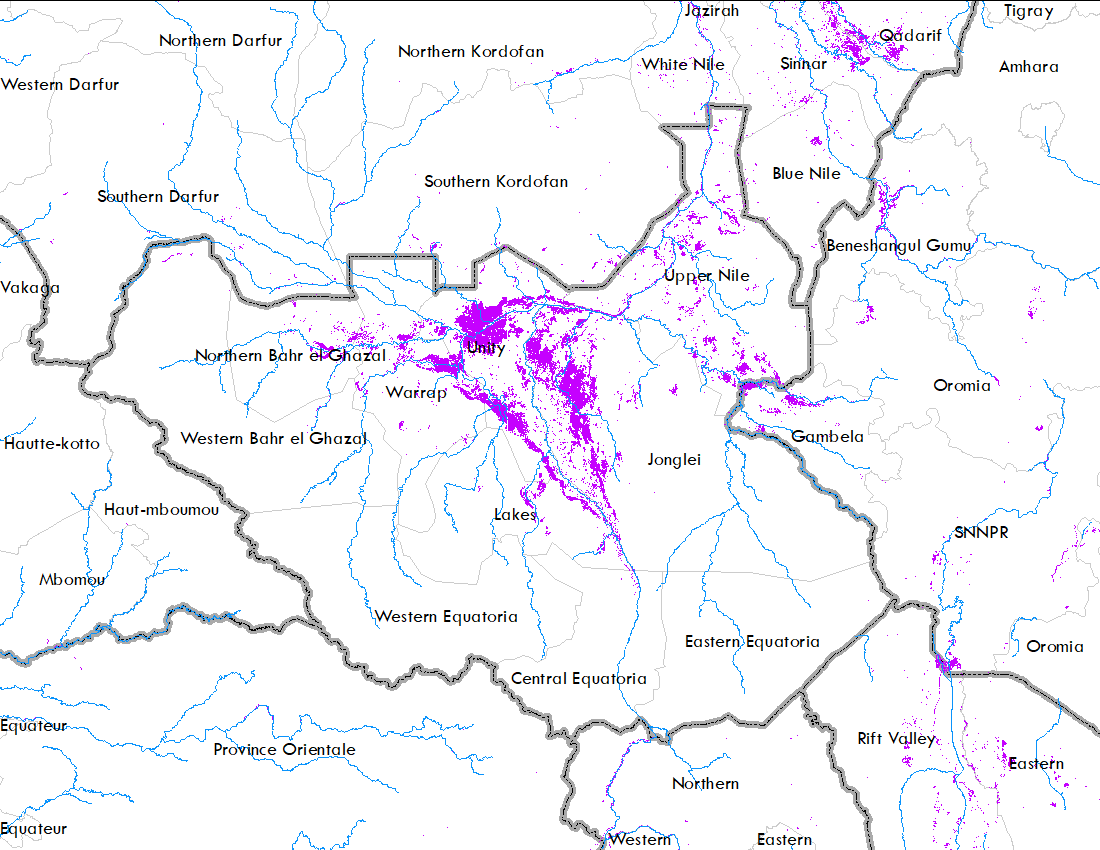 Jazirah
Tigray
Northern Darfur
Qadarif
Northern Kordofan
White Nile
Sinnar
Amhara
Western Darfur
Blue Nile
Southern Kordofan
Southern Darfur
Beneshangul Gumu
Upper Nile
Vakaga
Unity
Northern Bahr el Ghazal
Oromia
Warrap
Western Bahr el Ghazal
Gambela
Hautte-kotto
Jonglei
Haut-mboumou
Lakes
SNNPR
Mbomou
Western Equatoria
Eastern Equatoria
Oromia
Central Equatoria
Equateur
Province Orientale
Rift Valley
Eastern
Northern
Equateur
Western
Eastern